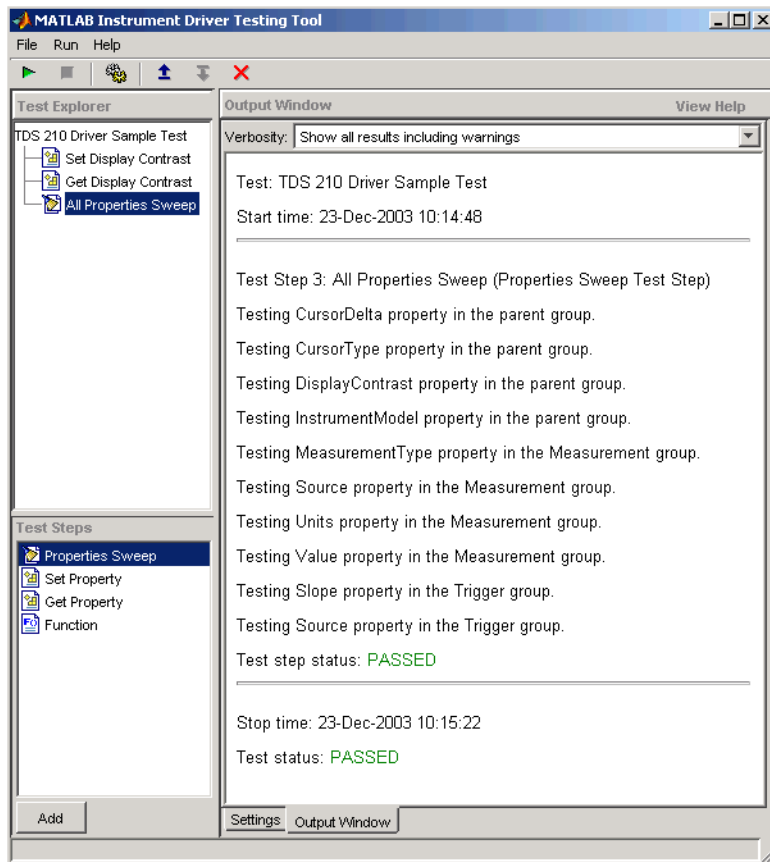 MATLAB Instrument Driver Testing Tool
File Run Help
Test Explorer
TDS 210 Driver Sample Test
Set Display Contrast
Get Display Contrast
All Properties Sweep
Test Steps
Properties Sweep
Set Property
Get Property
Function
Add
Output Window View Help
Verbosity: Show all results including warnings
Test: TDS 210 Driver Sample Test
Start time: 23-Dec-2003 10:14:48
Test Step 3: All Properties Sweep (Properties Sweep Test Step)
Testing CursorDelta property in the parent group.
Testing CursorType property in the parent group.
Testing DisplayContrast property in the parent group.
Testing InstrumentModel property in the parent group.
Testing MeasurementType property in the Measurement group.
Testing Source property in the Measurement group.
Testing Units property in the Measurement group.
Testing Value property in the Measurement group.
Testing Slope property in the Trigger group.
Testing Source property in the Trigger group.
Test step status: PASSED
Stop time: 23-Dec-2003 10:15:22
Test status: PASSED
Settings Output Window